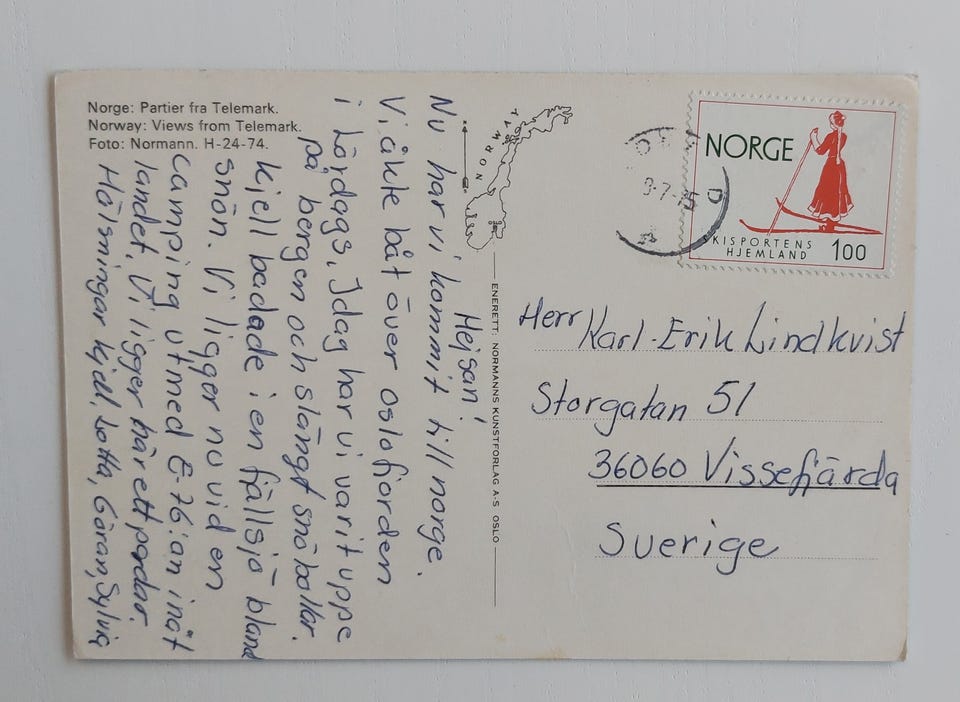 Norge: Partier fra Telemark.
Norway: Views from Telemark.
Foto: Normann. H-24-74.
NORWAY
Hejsan!
Nu har vi kommit till norge.
Vi åkte båt över oslofjorden
i Lördags, Idag har vi varit uppe
på bergen och slängt snöbollar.
Kjell badade i en fjällsjö bland
snön. Vi ligger nu vid en
Camping utmed E-76:an inåt
landet. Vi ligger här ett par dar.
Hälsningar Kjell, Lotta, Göran, Sylvia
ENERETT: NORMANNS KUNSTFORLAG A-S OSLO
-7-75
NORGE
SKISPORTENS
HJEMLAND
100
Herr Karl-Erik Lindkvist
Storgatan 51
36060 Vissefjärda
Sverige